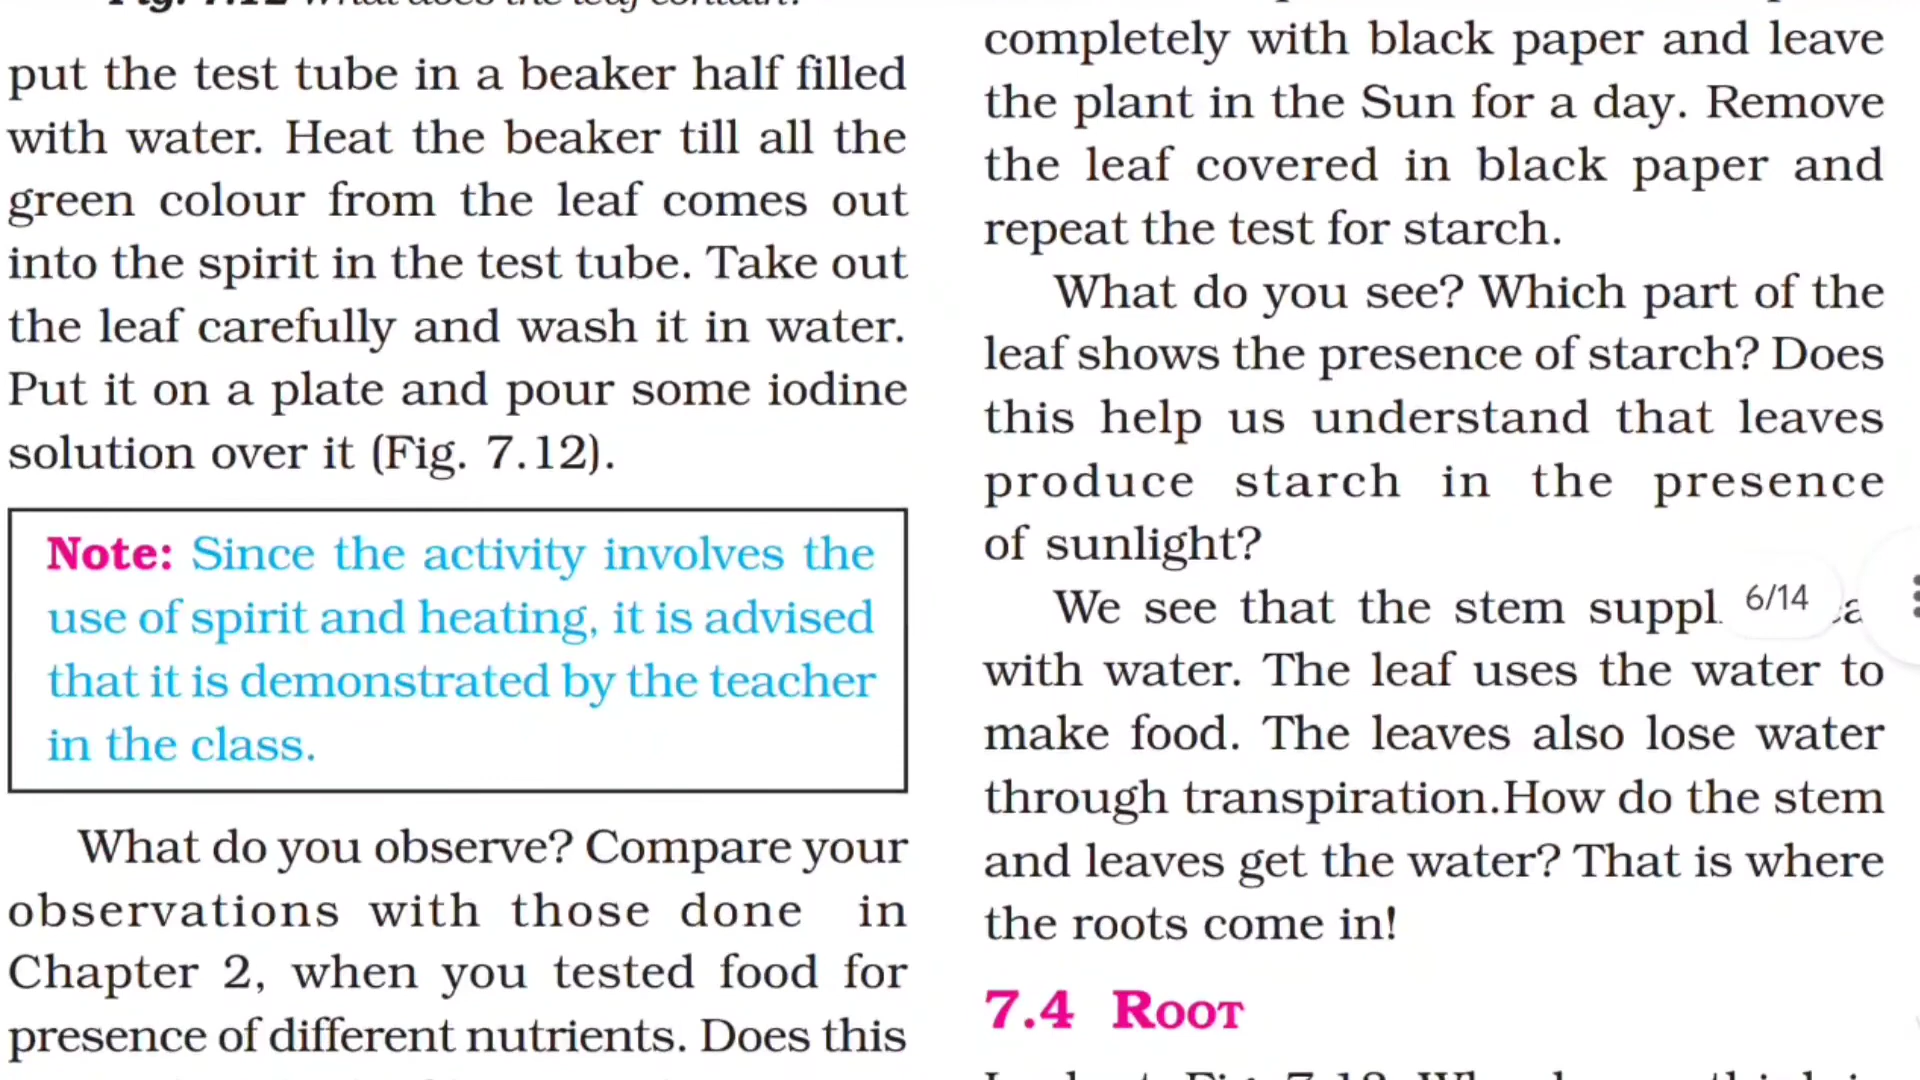 Fig. 7.12 What does the leaf contain?
put the test tube in a beaker half filled
with water. Heat the beaker till all the
green colour from the leaf comes out
into the spirit in the test tube. Take out
the leaf carefully and wash it in water.
Put it on a plate and pour some iodine
solution over it (Fig. 7.12).
Note: Since the activity involves the
use of spirit and heating, it is advised
that it is demonstrated by the teacher
in the class.
What do you observe? Compare your
observations with those done in
Chapter 2, when you tested food for
presence of different nutrients. Does this
completely with black paper and leave
the plant in the Sun for a day. Remove
the leaf covered in black paper and
repeat the test for starch.
What do you see? Which part of the
leaf shows the presence of starch? Does
this help us understand that leaves
produce starch in the presence
of sunlight?
We see that the stem suppl
6/14
with water. The leaf uses the water to
make food. The leaves also lose water
through transpiration.How do the stem
and leaves get the water? That is where
the roots come in!
7.4 ROOT